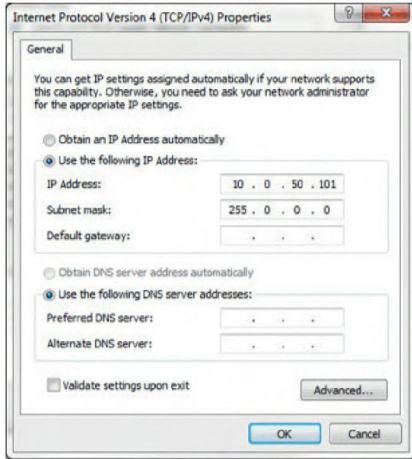 Internet Protocol Version 4 (TCP/IPv4) Properties
General
You can get IP settings assigned automatically if your network supports
this capability. Otherwise, you need to ask your network administrator
for the appropriate IP settings.
Obtain an IP Address automatically
Use the following IP Address:
IP Address: 10 . 0 . 50 . 101
Subnet mask: 255 . 0 . 0 . 0
Default gateway: . . .
Obtain DNS server address automatically
Use the following DNS server addresses:
Preferred DNS server: . . .
Alternate DNS server: . . .
Validate settings upon exit
Advanced...
OK Cancel